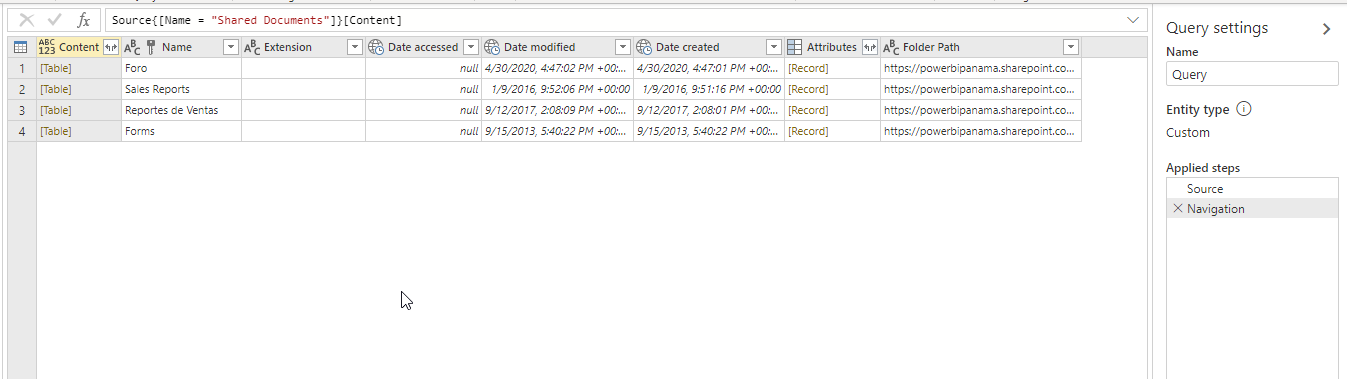 fx Source{[Name = "Shared Documents"]}[Content]
Query settings
Name
Query
Entity type
Custom
Applied steps
Source
Navigation
ABC 123 Content ABC Name ABC Extension Date accessed Date modified Date created Attributes ABC Folder Path
1 [Table] Foro null 4/30/2020, 4:47:02 PM +00:... 4/30/2020, 4:47:01 PM +00:... [Record] https://powerbipanama.sharepoint.co...
2 [Table] Sales Reports null 1/9/2016, 9:52:06 PM +00:00 1/9/2016, 9:51:16 PM +00:00 [Record] https://powerbipanama.sharepoint.co...
3 [Table] Reportes de Ventas null 9/12/2017, 2:08:09 PM +00:... 9/12/2017, 2:08:01 PM +00:... [Record] https://powerbipanama.sharepoint.co...
4 [Table] Forms null 9/15/2013, 5:40:22 PM +00:... 9/15/2013, 5:40:22 PM +00:... [Record] https://powerbipanama.sharepoint.co...